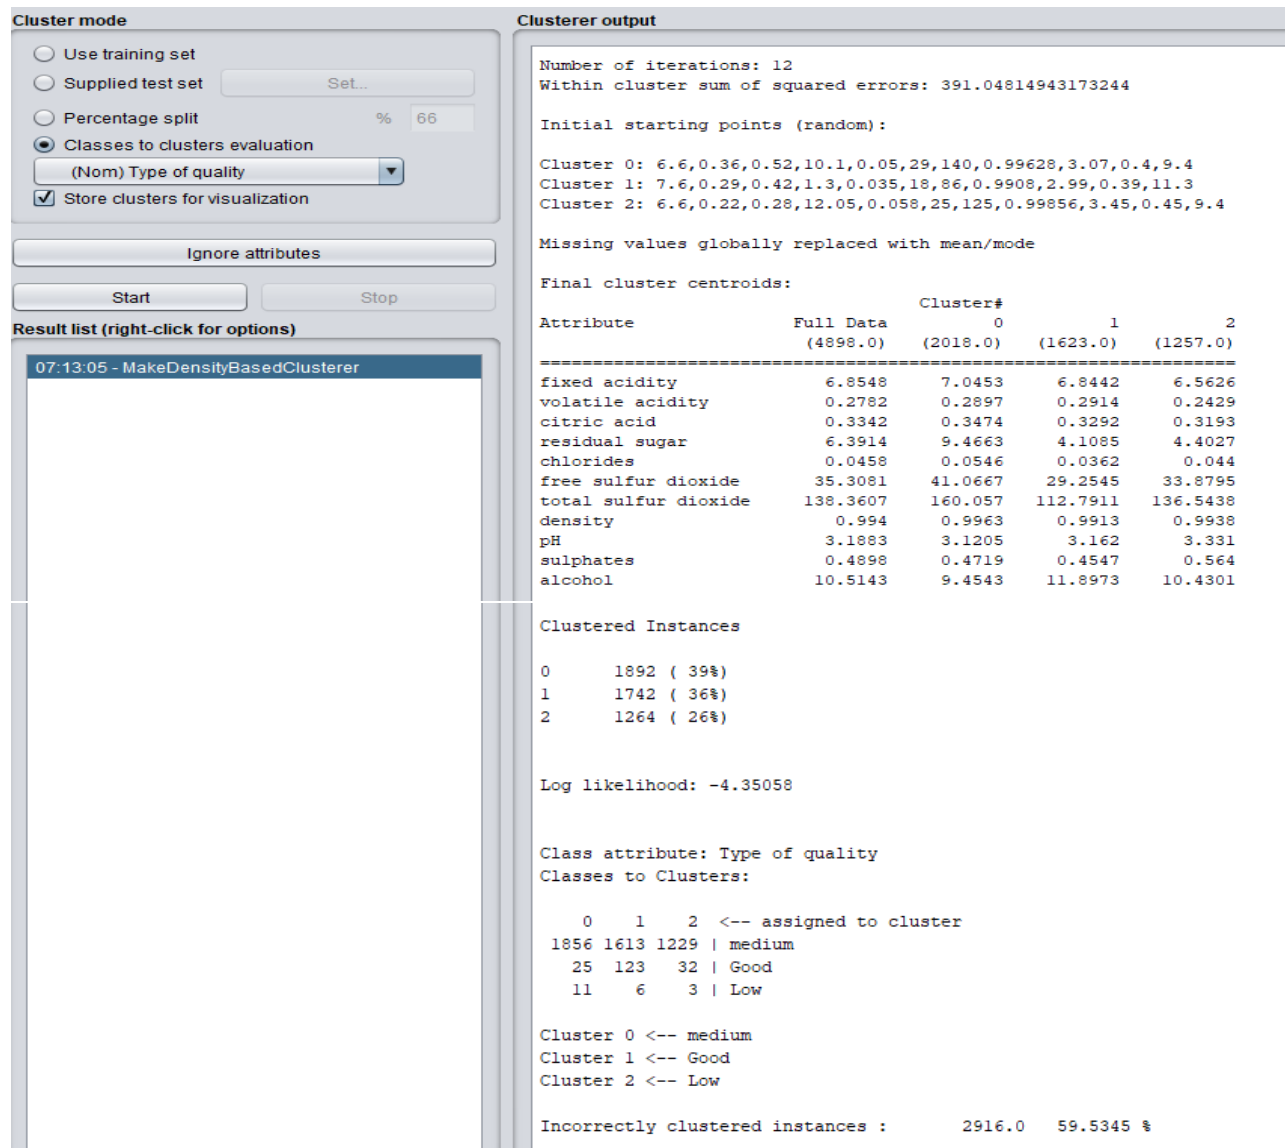 Cluster mode
Use training set
Supplied test set Set...
Percentage split % 66
Classes to clusters evaluation
(Nom) Type of quality
Store clusters for visualization
Ignore attributes
Start Stop
Result list (right-click for options)
07:13:05 - MakeDensityBasedClusterer
Clusterer output
Number of iterations: 12
Within cluster sum of squared errors: 391.04814943173244
Initial starting points (random):
Cluster 0: 6.6,0.36,0.52,10.1,0.05,29,140,0.99628,3.07,0.4,9.4
Cluster 1: 7.6,0.29,0.42,1.3,0.035,18,86,0.9908,2.99,0.39,11.3
Cluster 2: 6.6,0.22,0.28,12.05,0.058,25,125,0.99856,3.45,0.45,9.4
Missing values globally replaced with mean/mode
Final cluster centroids:
Cluster#
Attribute Full Data 0 1 2
(4898.0) (2018.0) (1623.0) (1257.0)
==================================================================
fixed acidity 6.8548 7.0453 6.8442 6.5626
volatile acidity 0.2782 0.2897 0.2914 0.2429
citric acid 0.3342 0.3474 0.3292 0.3193
residual sugar 6.3914 9.4663 4.1085 4.4027
chlorides 0.0458 0.0546 0.0362 0.044
free sulfur dioxide 35.3081 41.0667 29.2545 33.8795
total sulfur dioxide 138.3607 160.057 112.7911 136.5438
density 0.994 0.9963 0.9913 0.9938
pH 3.1883 3.1205 3.162 3.331
sulphates 0.4898 0.4719 0.4547 0.564
alcohol 10.5143 9.4543 11.8973 10.4301
Clustered Instances
0 1892 ( 39%)
1 1742 ( 36%)
2 1264 ( 26%)
Log likelihood: -4.35058
Class attribute: Type of quality
Classes to Clusters:
0 1 2 <-- assigned to cluster
1856 1613 1229 | medium
25 123 32 | Good
11 6 3 | Low
Cluster 0 <-- medium
Cluster 1 <-- Good
Cluster 2 <-- Low
Incorrectly clustered instances : 2916.0 59.5345 %